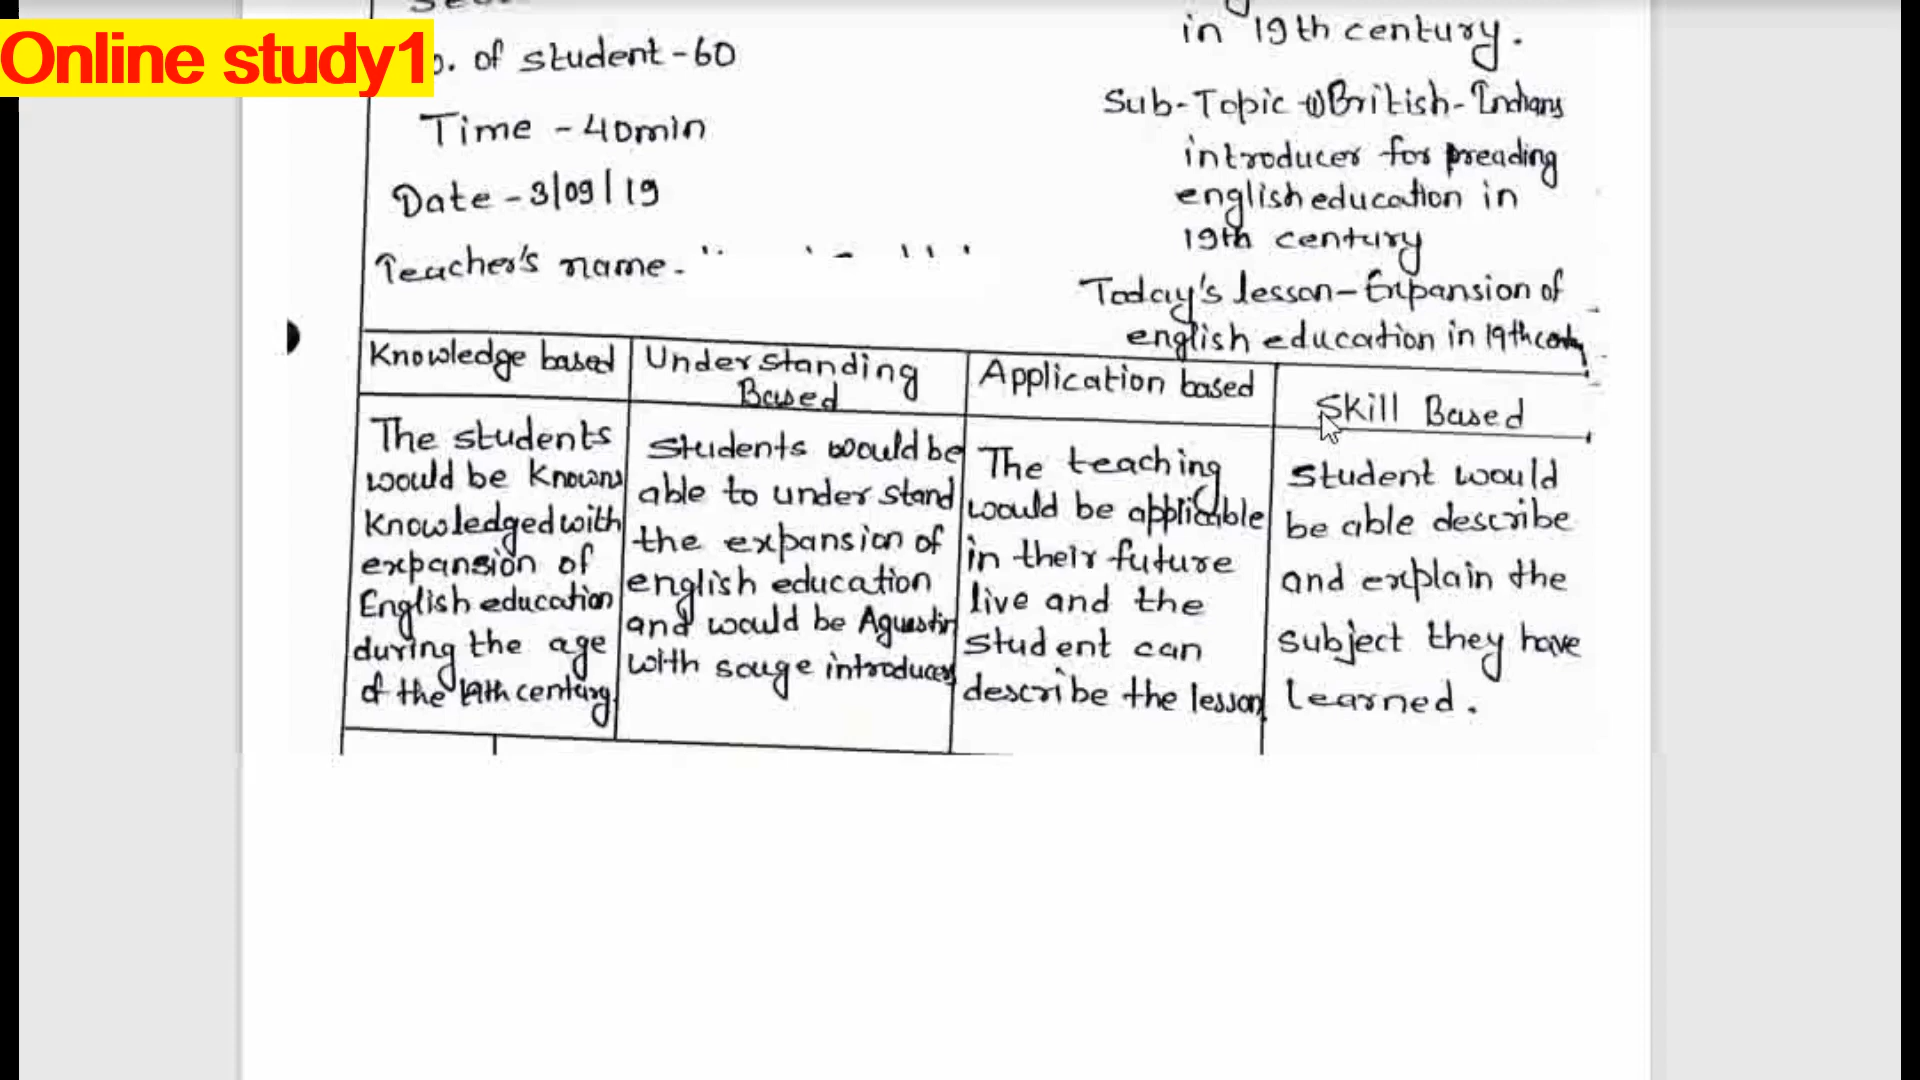 Online study1
in 19th century.
of student-60
Sub-Topic (i) British-Indians
Time - 40min
introducer for preading
english education in
Date - 3/09/19
19th century
Teacher's name.
Today's lesson - Expansion of
english education in 19th
Knowledge based
Understanding
Based
Application based
Skill Based
The students
would be Knowns
Knowledged with
expansion of
English education
during the age
of the 19th century.
Students would be
able to understand
the expansion of
english education
and would be
with introducer
The teaching
would be applicable
in their future
live and the
student can
describe the lesson
Student would
be able describe
and explain the
subject they have
learned.